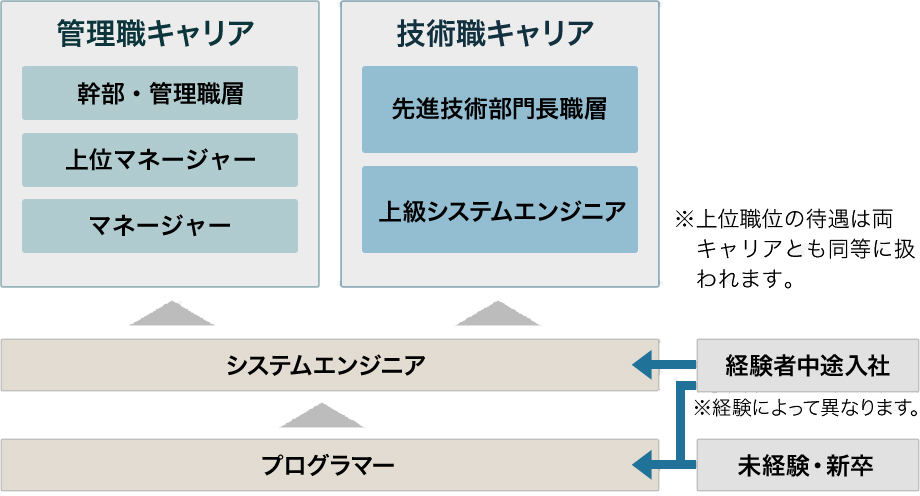 管理職キャリア
幹部・管理職層
上位マネージャー
マネージャー
技術職キャリア
先進技術部門長職層
上級システムエンジニア
※上位職位の待遇は両
キャリアとも同等に扱
われます。
システムエンジニア
経験者中途入社
※経験によって異なります。
プログラマー
未経験・新卒